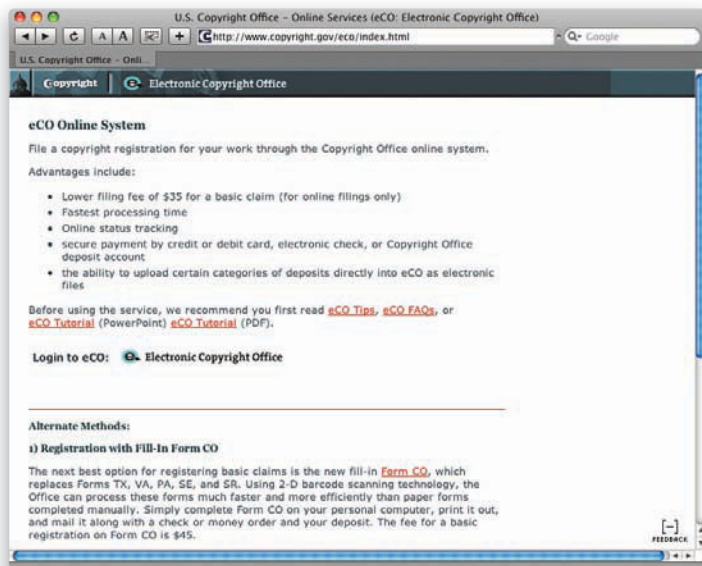 U.S. Copyright Office – Online Services (eCO: Electronic Copyright Office)
A A + http://www.copyright.gov/eco/index.html Q- Google
U.S. Copyright Office – Onli...
Copyright e Electronic Copyright Office
eCO Online System
File a copyright registration for your work through the Copyright Office online system.
Advantages include:
• Lower filing fee of $35 for a basic claim (for online filings only)
• Fastest processing time
• Online status tracking
• secure payment by credit or debit card, electronic check, or Copyright Office
deposit account
• the ability to upload certain categories of deposits directly into eCO as electronic
files
Before using the service, we recommend you first read eCO Tips, eCO FAQs, or
eCO Tutorial (PowerPoint) eCO Tutorial (PDF).
Login to eCO: e Electronic Copyright Office
Alternate Methods:
1) Registration with Fill-In Form CO
The next best option for registering basic claims is the new fill-in Form CO, which
replaces Forms TX, VA, PA, SE, and SR. Using 2-D barcode scanning technology, the
Office can process these forms much faster and more efficiently than paper forms
completed manually. Simply complete Form CO on your personal computer, print it out,
and mail it along with a check or money order and your deposit. The fee for a basic
registration on Form CO is $45.
[-]
FEEDBACK